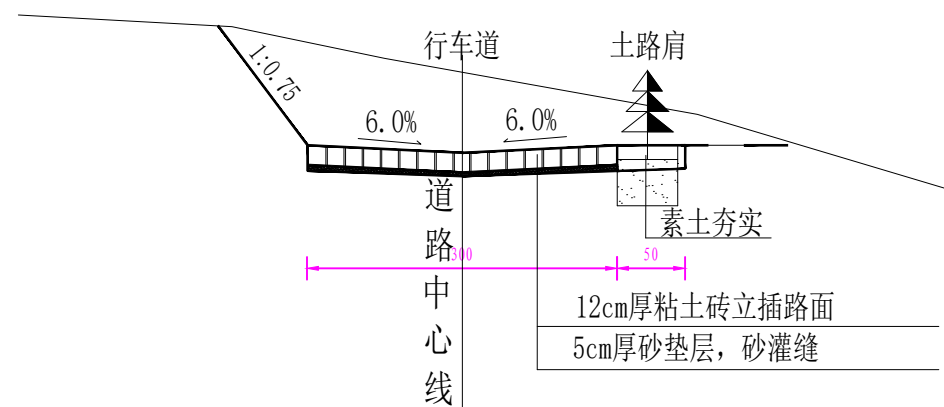 行车道
土路肩
1:0.75
6.0%
6.0%
素土夯实
300
50
道路中心线
12cm厚粘土砖立插路面
5cm厚砂垫层，砂灌缝